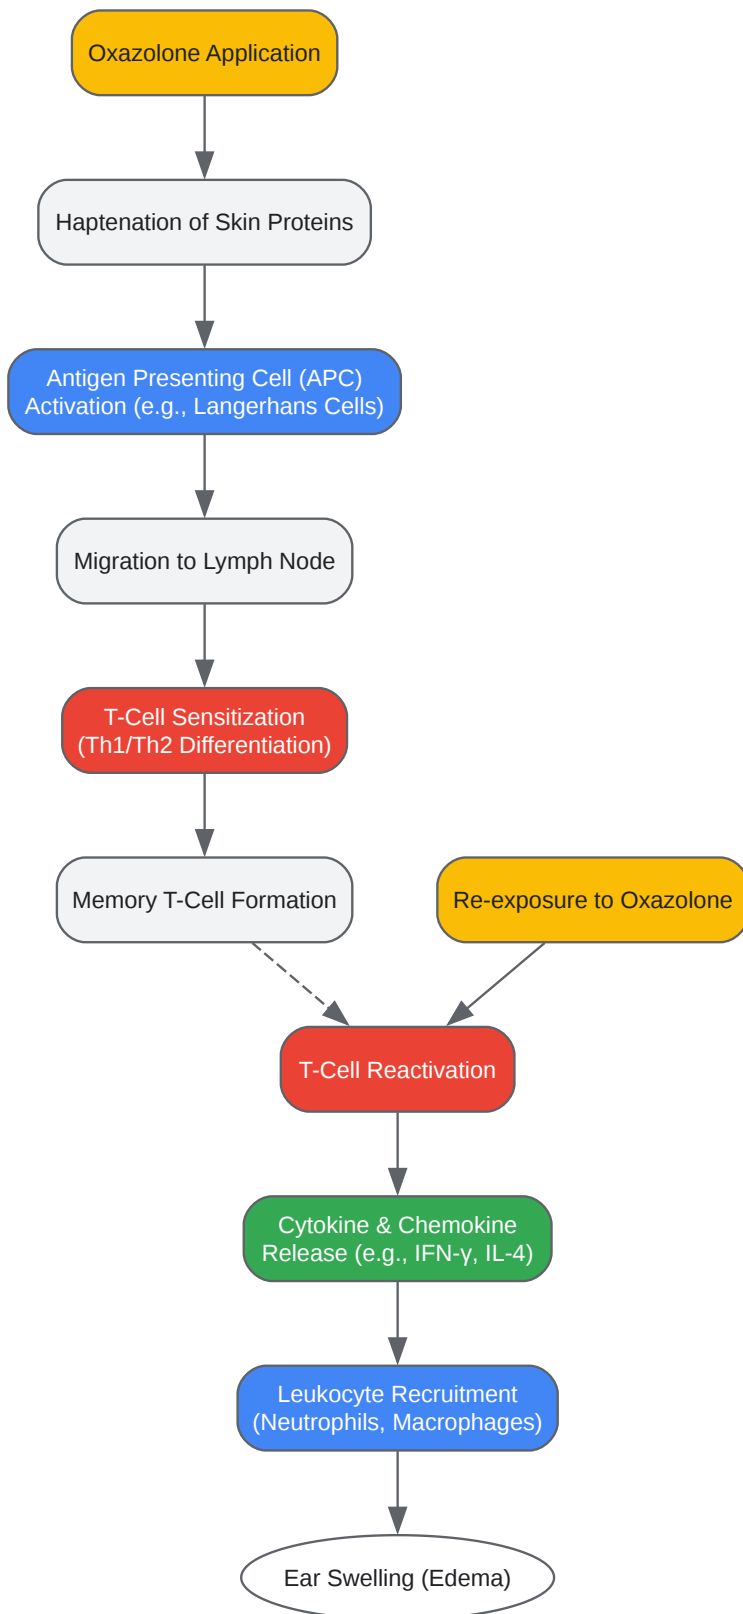 Oxazolone Application
Haptenation of Skin Proteins
Antigen Presenting Cell (APC)
Activation (e.g., Langerhans Cells)
Migration to Lymph Node
T-Cell Sensitization
(Th1/Th2 Differentiation)
Memory T-Cell Formation
Re-exposure to Oxazolone
T-Cell Reactivation
Cytokine & Chemokine
Release (e.g., IFN-γ, IL-4)
Leukocyte Recruitment
(Neutrophils, Macrophages)
Ear Swelling (Edema)